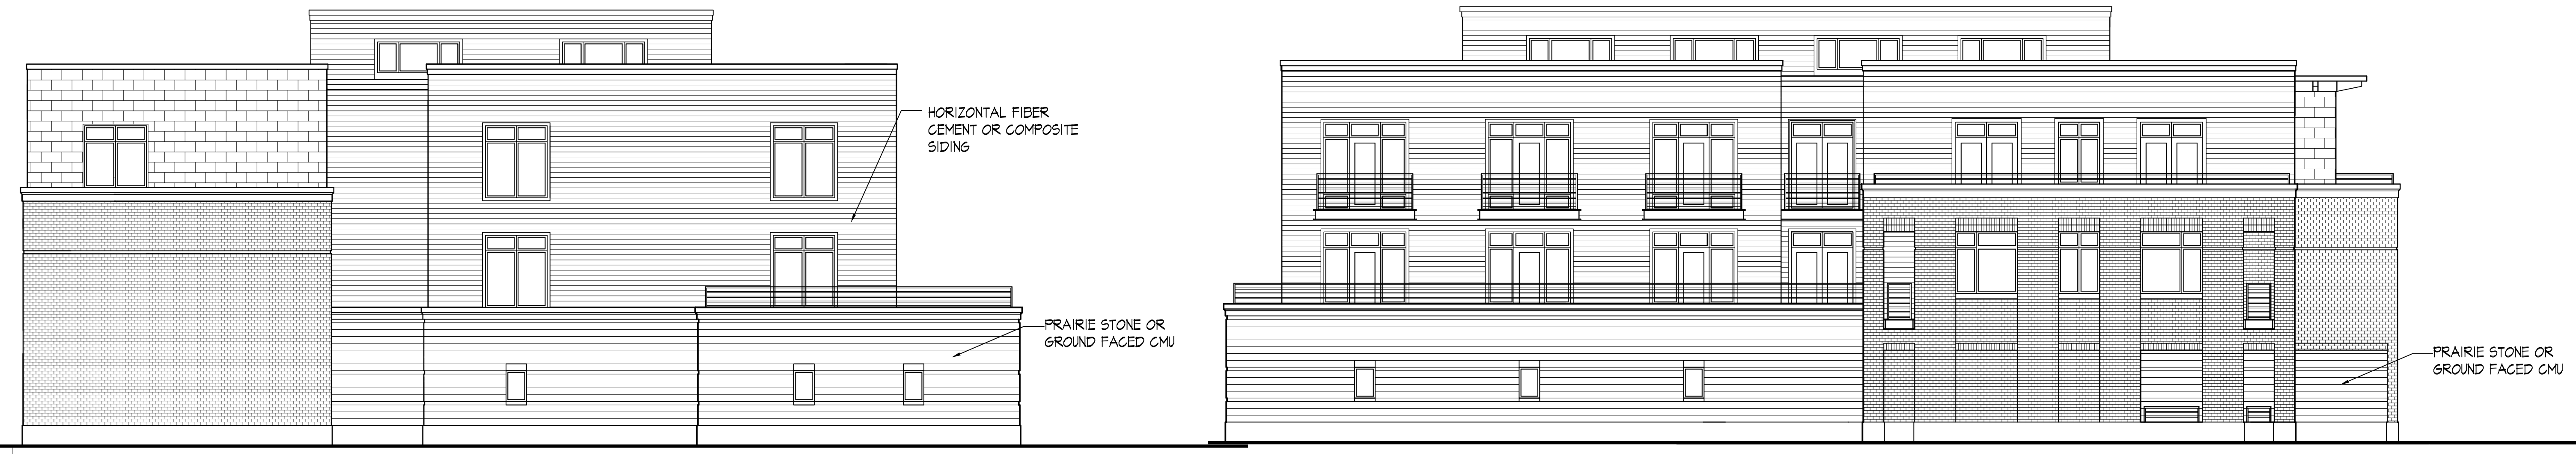 HORIZONTAL FIBER
CEMENT OR COMPOSITE
SIDING
PRAIRIE STONE OR
GROUND FACED CMU
PRAIRIE STONE OR
GROUND FACED CMU